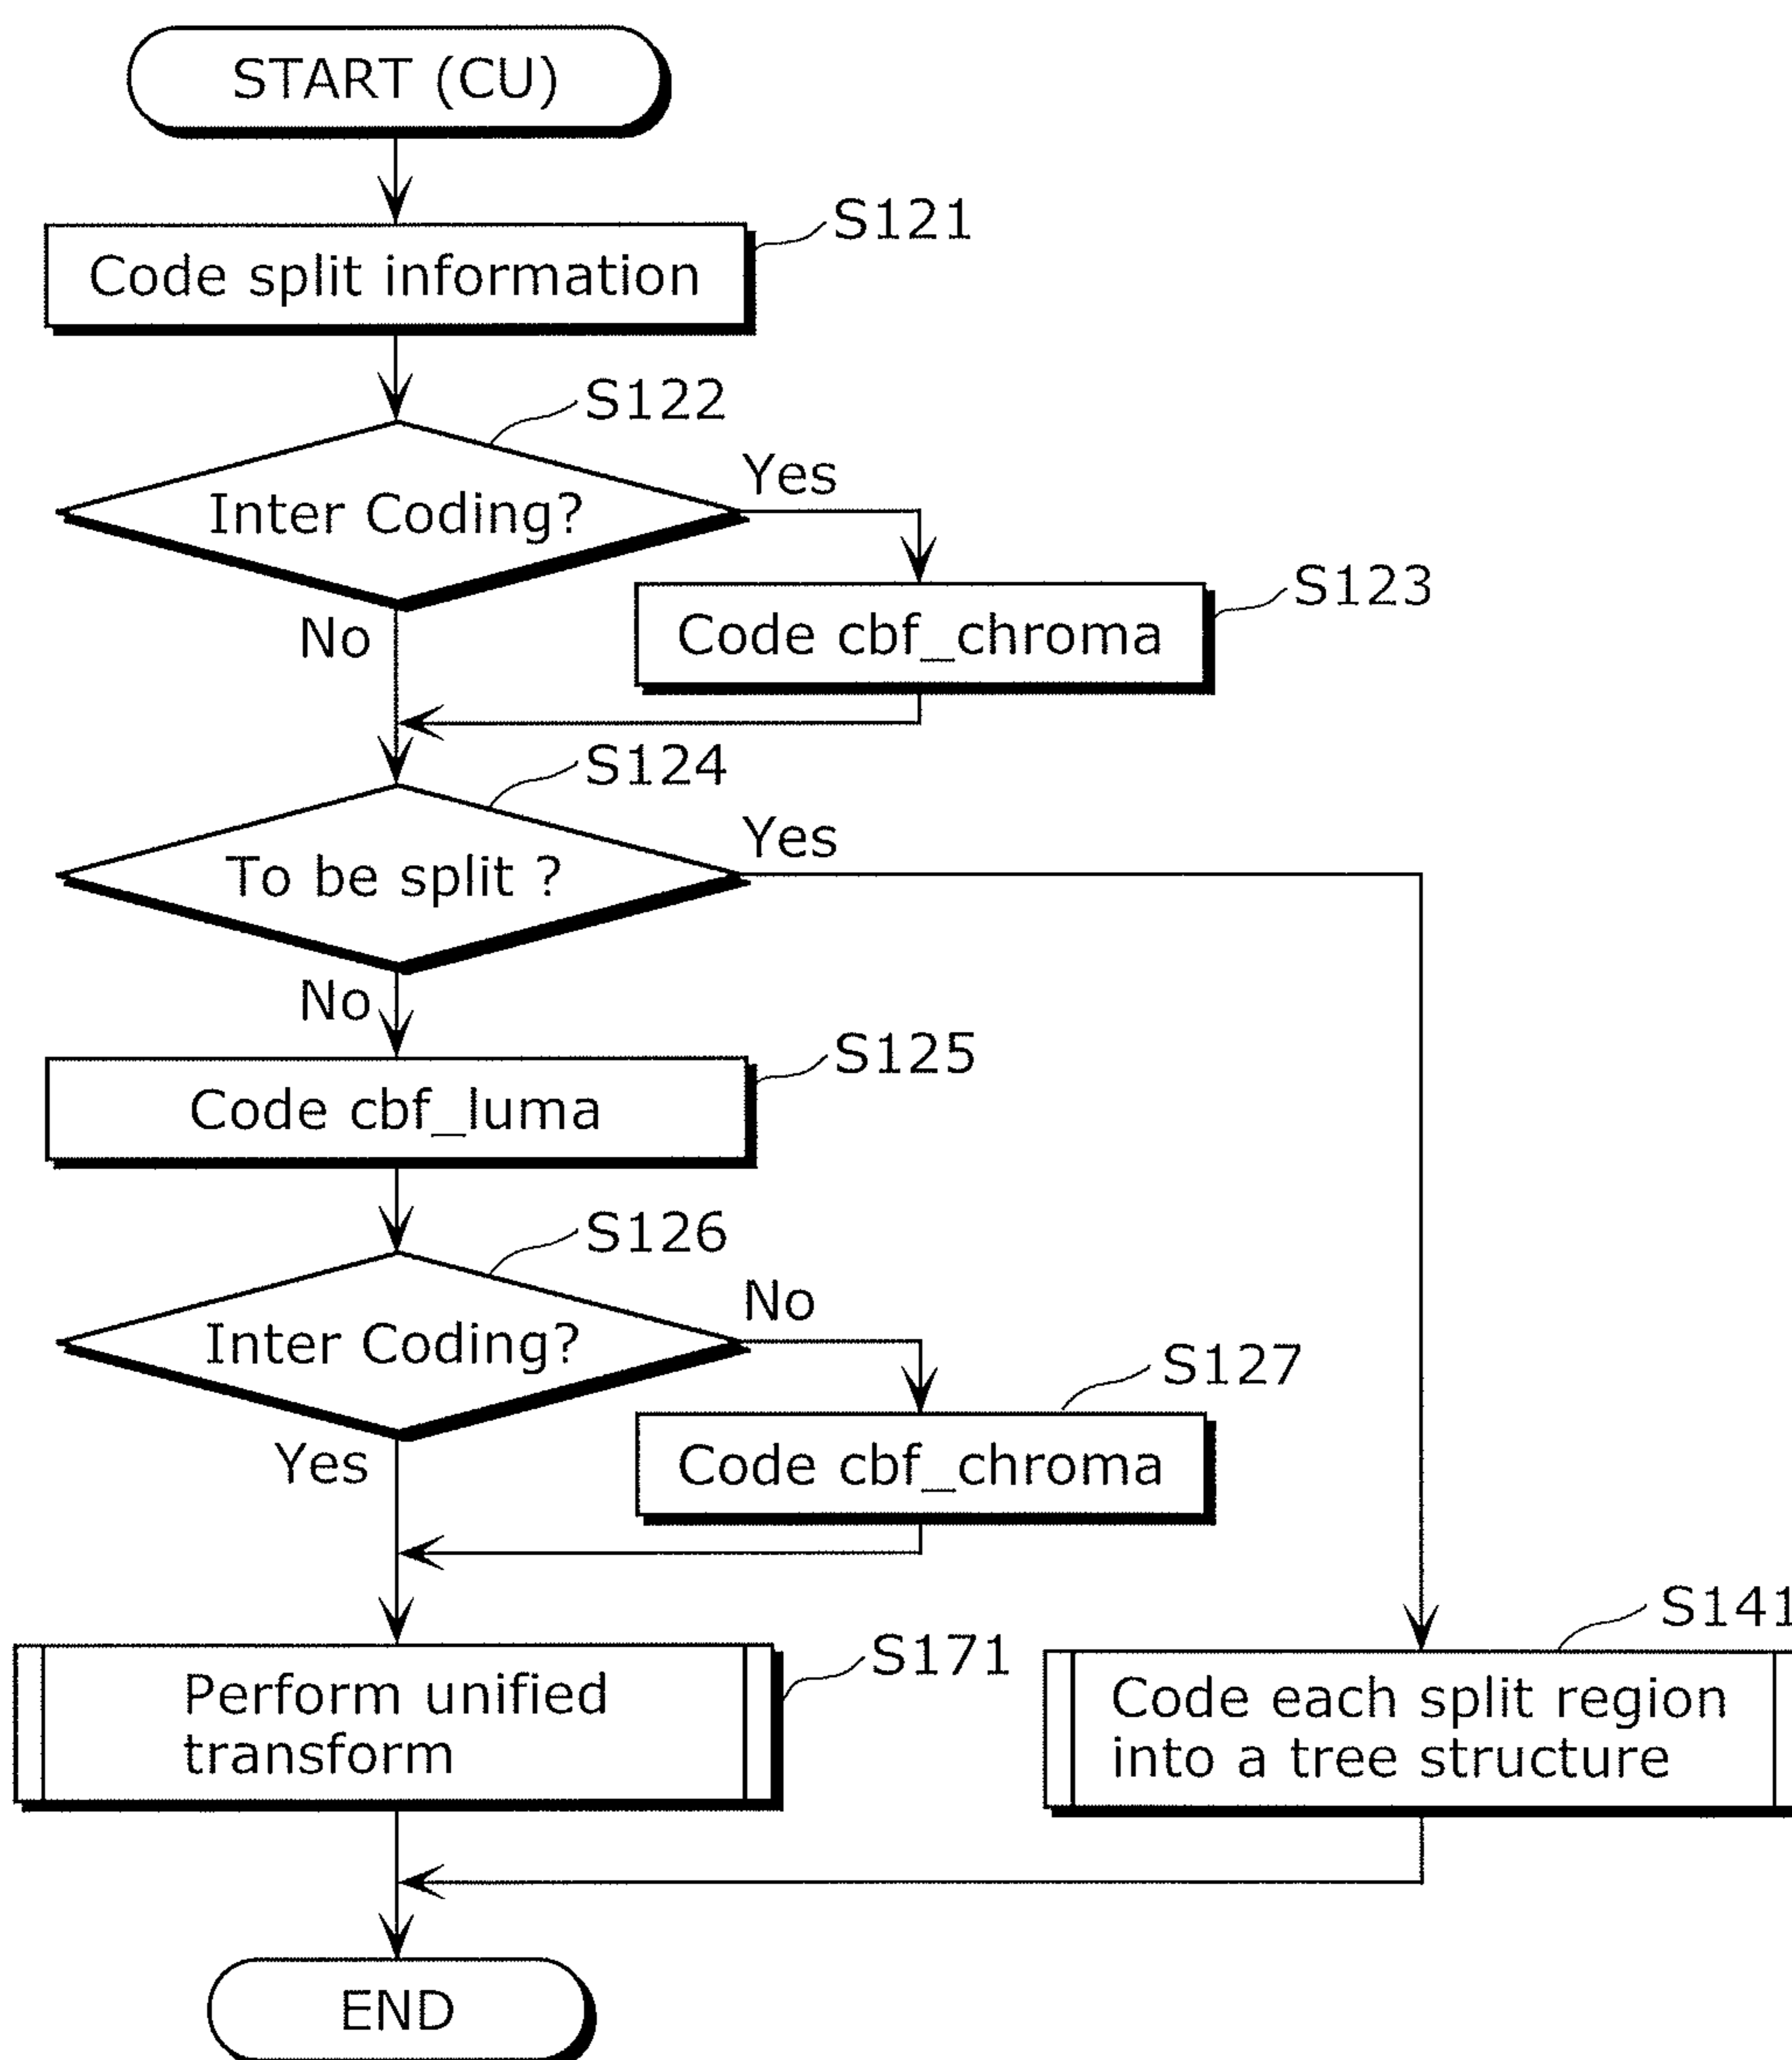 START (CU)
S121
Code split information
S122
Inter Coding?
Yes
No
S123
Code cbf_chroma
S124
To be split ?
Yes
No
S125
Code cbf_luma
S126
Inter Coding?
No
Yes
S127
Code cbf_chroma
S171
Perform unified
transform
S141
Code each split region
into a tree structure
END